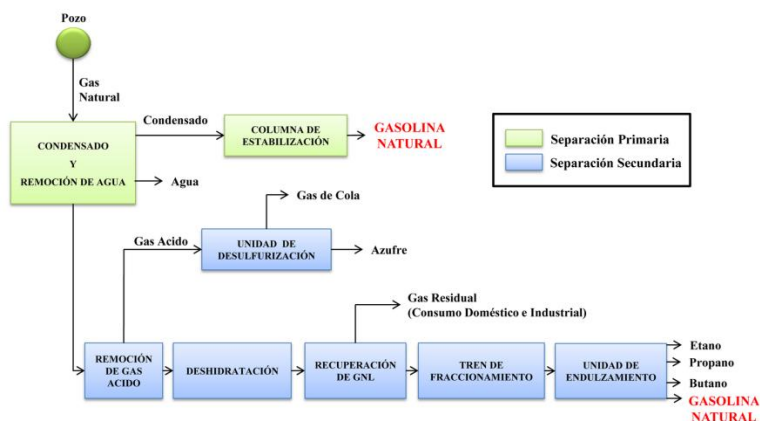 Pozo
Gas
Natural
CONDENSADO
Y
REMOCIÓN DE AGUA
Condensado
COLUMNA DE
ESTABILIZACIÓN
GASOLINA
NATURAL
Agua
Separación Primaria
Separación Secundaria
Gas de Cola
Gas Acido
UNIDAD DE
DESULFURIZACIÓN
Azufre
Gas Residual
(Consumo Doméstico e Industrial)
REMOCIÓN
DE GAS
ACIDO
DESHIDRATACIÓN
RECUPERACIÓN
DE GNL
TREN DE
FRACCIONAMIENTO
UNIDAD DE
ENDULZAMIENTO
Etano
Propano
Butano
GASOLINA
NATURAL